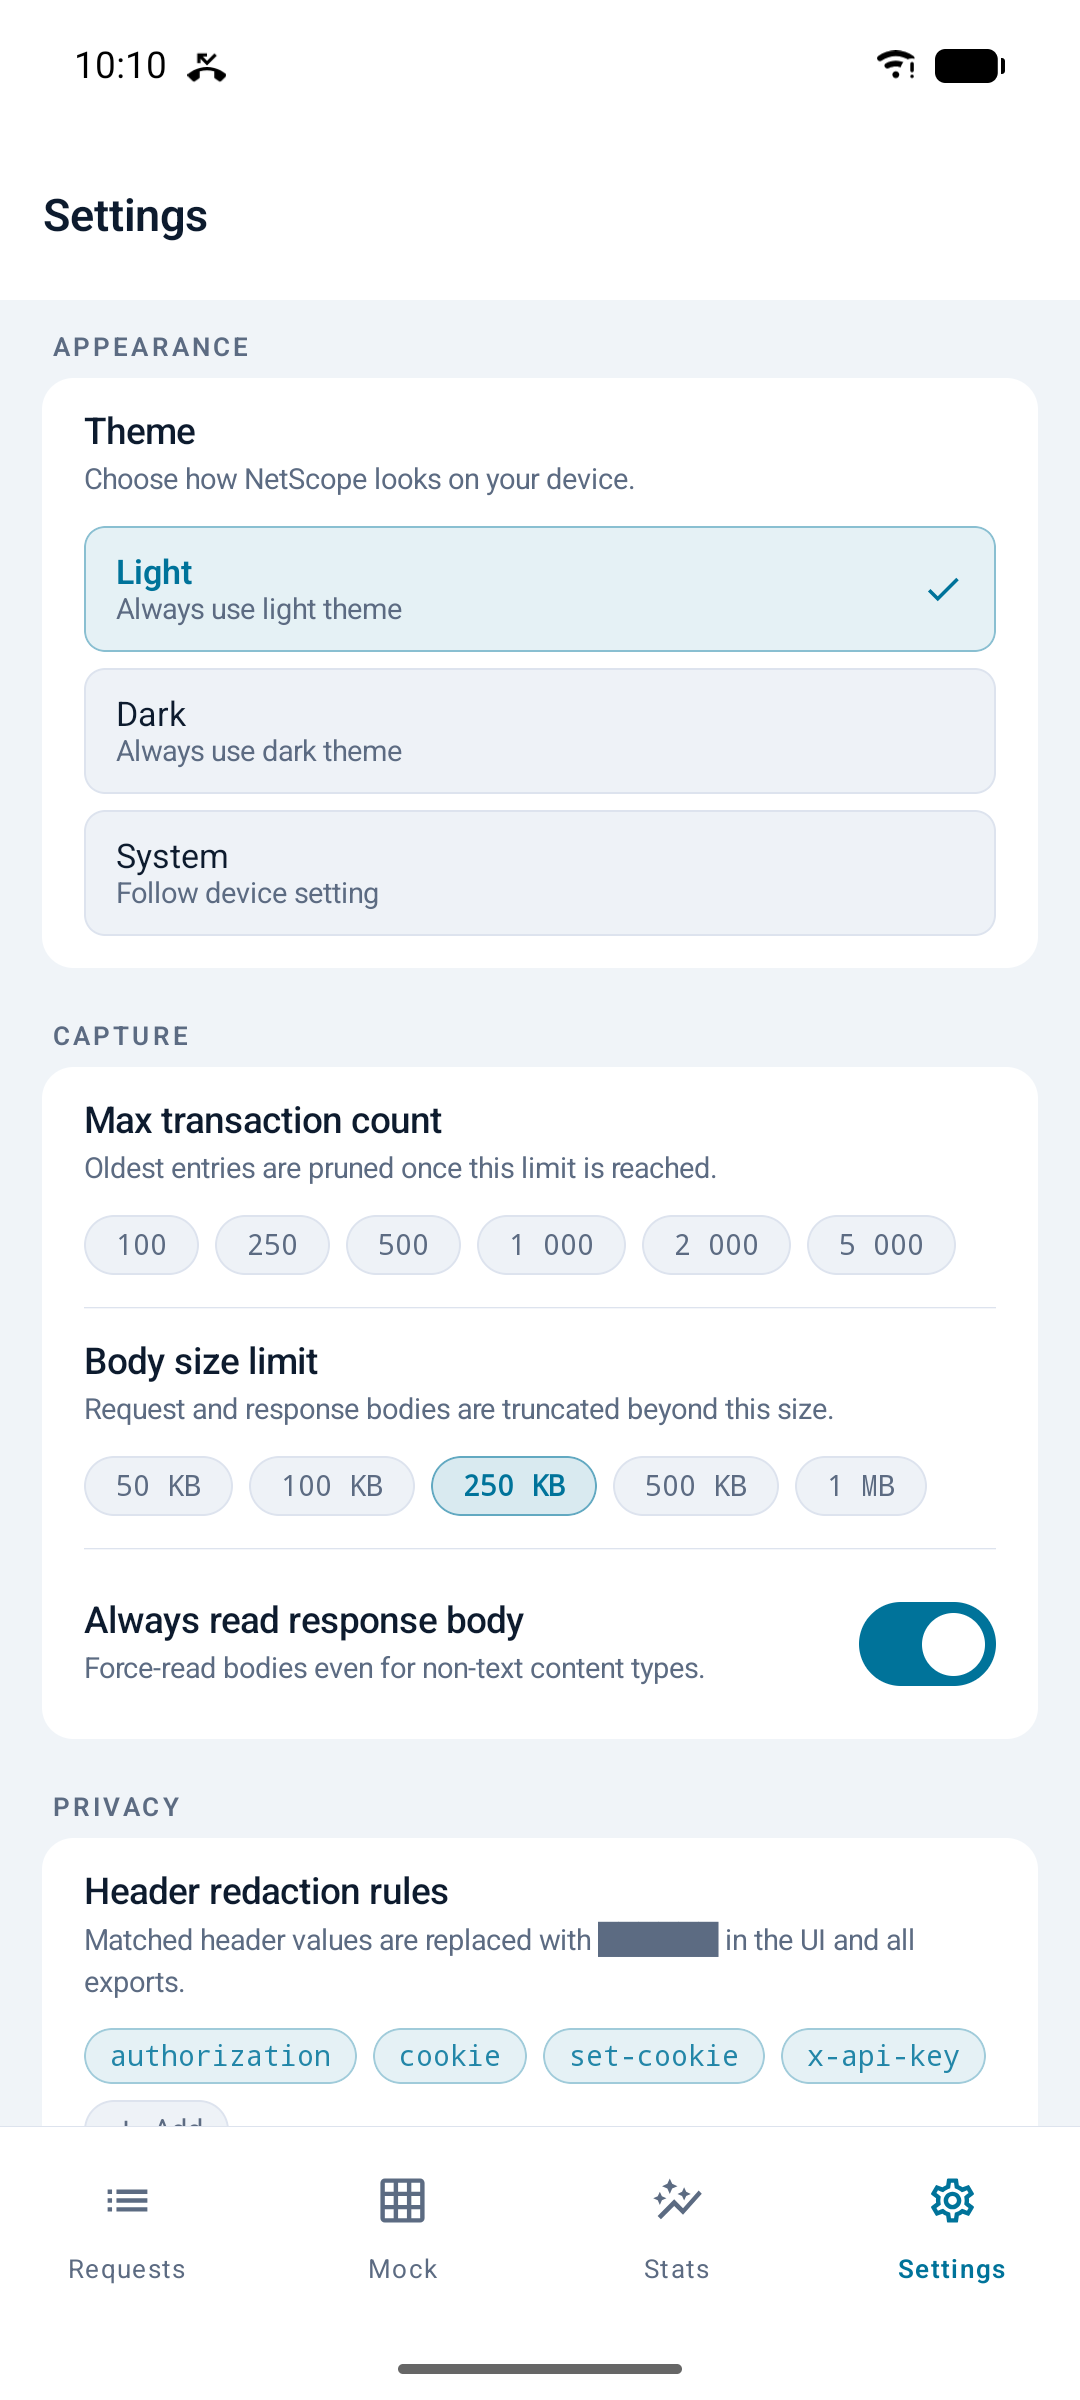 10:10
Settings
APPEARANCE
Theme
Choose how NetScope looks on your device.
Light
Always use light theme
Dark
Always use dark theme
System
Follow device setting
CAPTURE
Max transaction count
Oldest entries are pruned once this limit is reached.
100 250 500 1 000 2 000 5 000
Body size limit
Request and response bodies are truncated beyond this size.
50 KB 100 KB 250 KB 500 KB 1 MB
Always read response body
Force-read bodies even for non-text content types.
PRIVACY
Header redaction rules
Matched header values are replaced with ██████ in the UI and all
exports.
authorization cookie set-cookie x-api-key
+ Add
Requests Mock Stats Settings